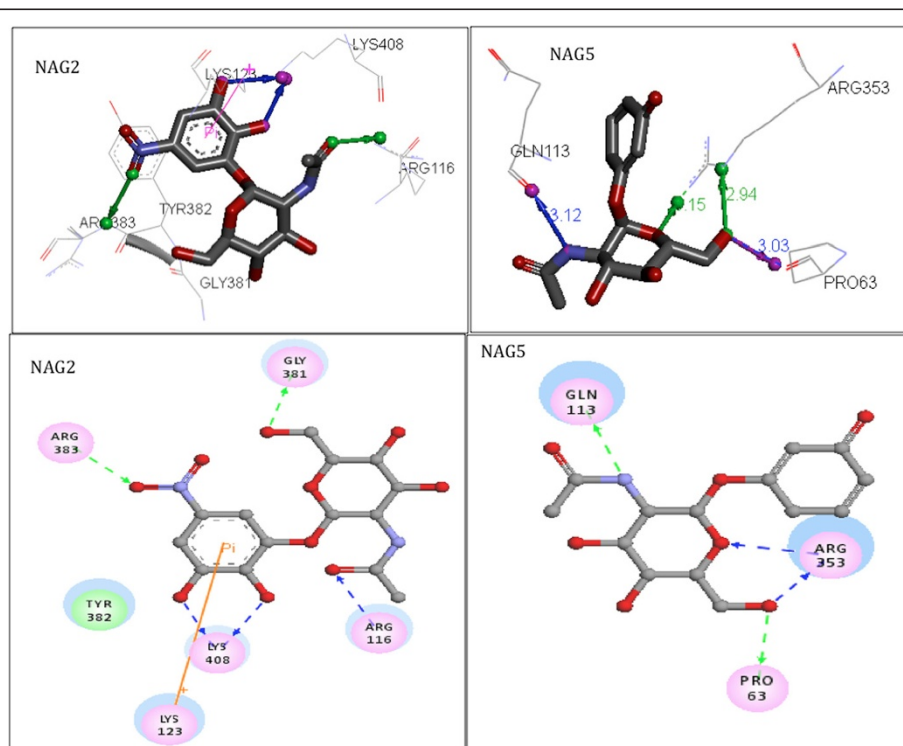 NAG2
LYS408
LYS123
Pi
+
ARG116
ARG383
TYR382
GLY381
NAG5
ARG353
GLN113
3.12
.15
2.94
3.03
PRO63
NAG2
GLY
381
ARG
383
Pi
TYR
382
LYS
408
ARG
116
+
LYS
123
NAG5
GLN
113
ARG
353
PRO
63